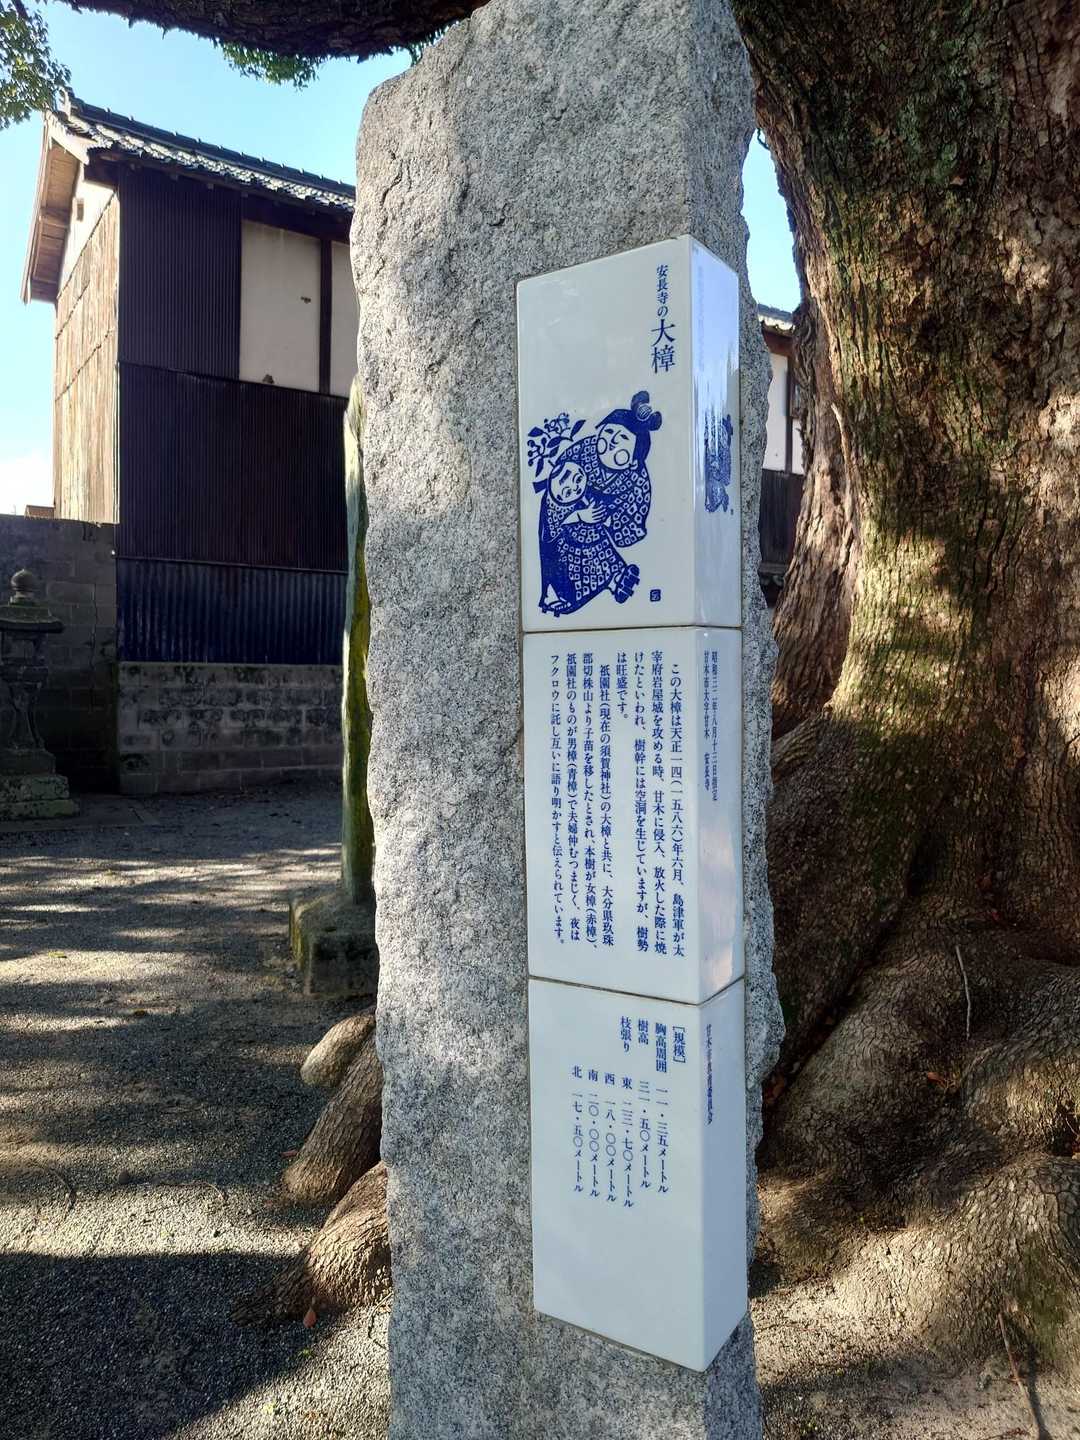 安長寺の大樟
この大樟は天正一四(一五八六)年六月、島津軍が太
宰府岩屋城を攻める時、甘木に侵入、放火した際に焼
けたといわれ、樹幹には空洞を生じていますが、樹勢
は旺盛です。
祇園社(現在の須賀神社)の大樟と共に、大分県玖珠
郡切株山より子苗を移したとされ、本樹が女樟(赤樟)、
祇園社のものが男樟(青樟)で夫婦仲むつまじく、夜は
フクロウに託し互いに語り明かすと伝えられています。
[規模]
胸高周囲 一一・三五メートル
樹高 三一・五〇メートル
枝張り 東 二三・七〇メートル
西 一八・〇〇メートル
南 二〇・〇〇メートル
北 一七・五〇メートル
昭和三二年八月十三日指定
甘木市大字甘木 安長寺
甘木市教育委員会